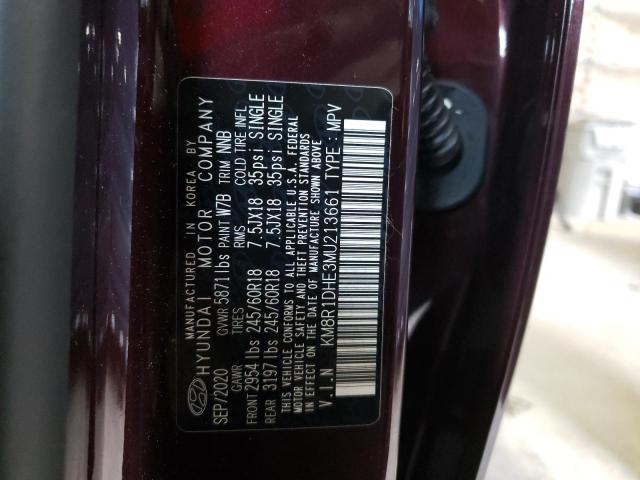 MANUFACTURED IN KOREA BY
HYUNDAI MOTOR COMPANY
SEP/2020 GVWR 5871lbs PAINT W7B TRIM NNB
GAWR TIRES RIMS COLD TIRE INFL
FRONT 2954 lbs 245/60R18 7.5JX18 35psi SINGLE
REAR 3197 lbs 245/60R18 7.5JX18 35psi SINGLE
THIS VEHICLE CONFORMS TO ALL APPLICABLE U.S.A. FEDERAL
MOTOR VEHICLE SAFETY AND THEFT PREVENTION STANDARDS
IN EFFECT ON THE DATE OF MANUFACTURE SHOWN ABOVE
V.I.N KM8R1DHE3MU213661 TYPE : MPV